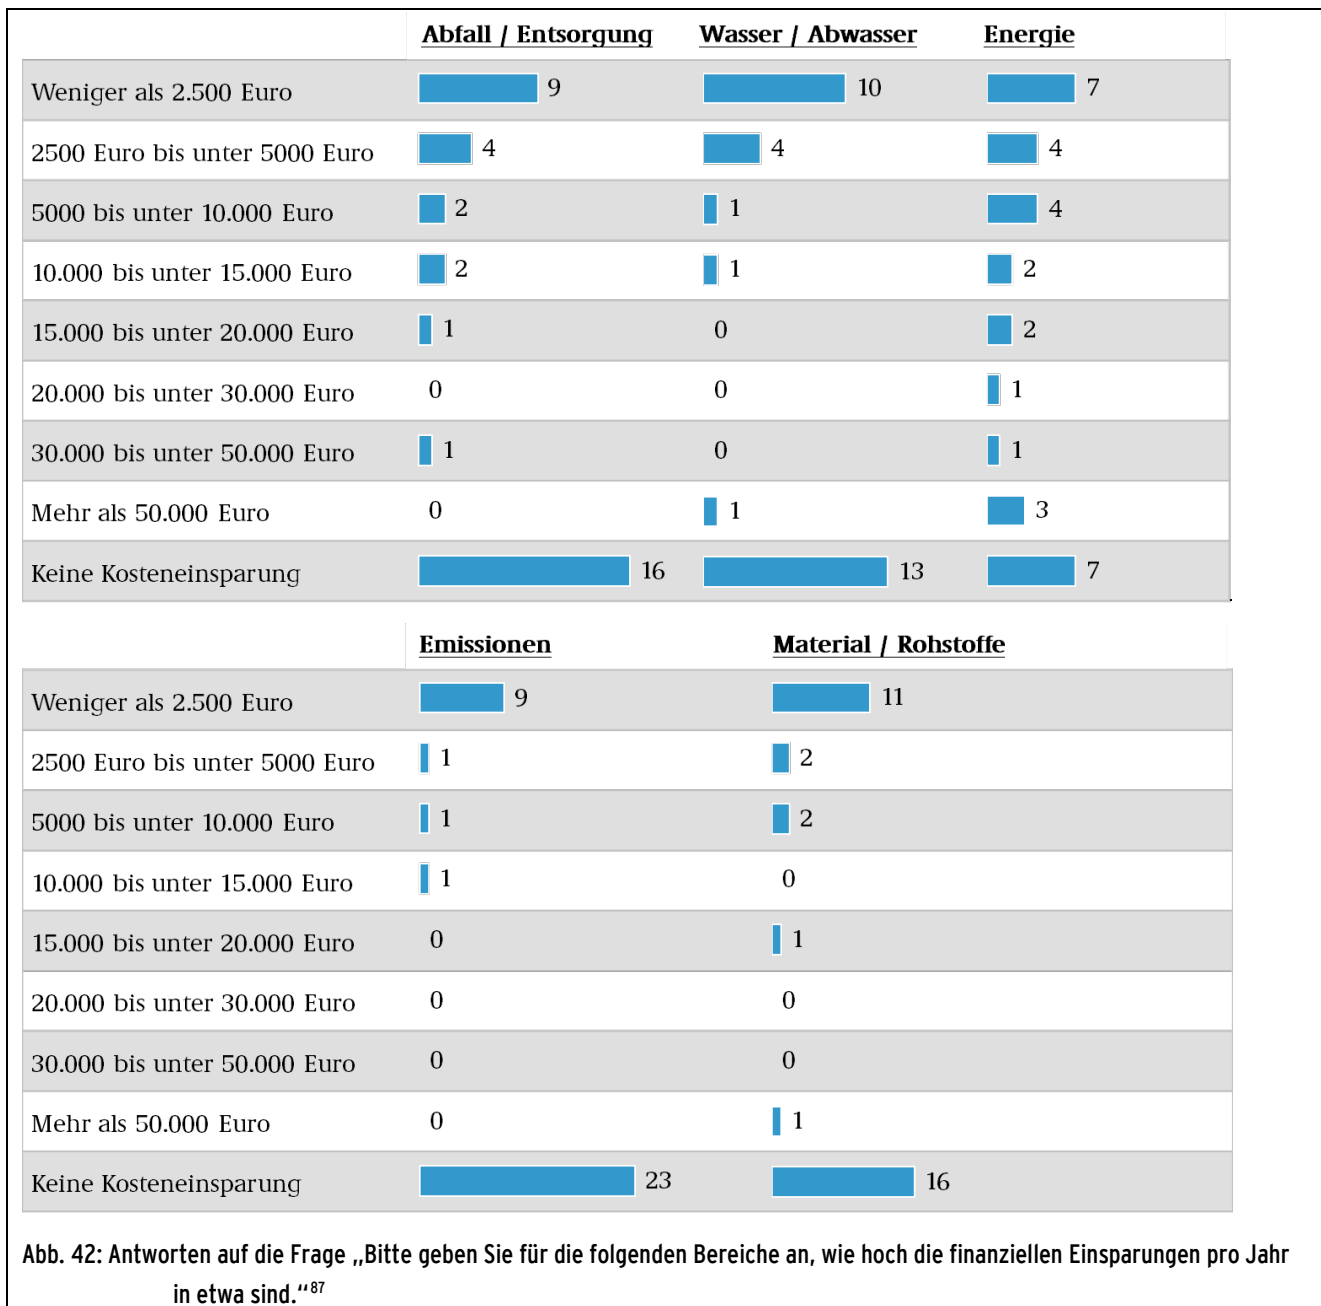 Abfall / Entsorgung Wasser / Abwasser Energie
Weniger als 2.500 Euro 9 10 7
2500 Euro bis unter 5000 Euro 4 4 4
5000 bis unter 10.000 Euro 2 1 4
10.000 bis unter 15.000 Euro 2 1 2
15.000 bis unter 20.000 Euro 1 0 2
20.000 bis unter 30.000 Euro 0 0 1
30.000 bis unter 50.000 Euro 1 0 1
Mehr als 50.000 Euro 0 1 3
Keine Kosteneinsparung 16 13 7
Emissionen Material / Rohstoffe
Weniger als 2.500 Euro 9 11
2500 Euro bis unter 5000 Euro 1 2
5000 bis unter 10.000 Euro 1 2
10.000 bis unter 15.000 Euro 1 0
15.000 bis unter 20.000 Euro 0 1
20.000 bis unter 30.000 Euro 0 0
30.000 bis unter 50.000 Euro 0 0
Mehr als 50.000 Euro 0 1
Keine Kosteneinsparung 23 16
Abb. 42: Antworten auf die Frage „Bitte geben Sie für die folgenden Bereiche an, wie hoch die finanziellen Einsparungen pro Jahr
in etwa sind.“87